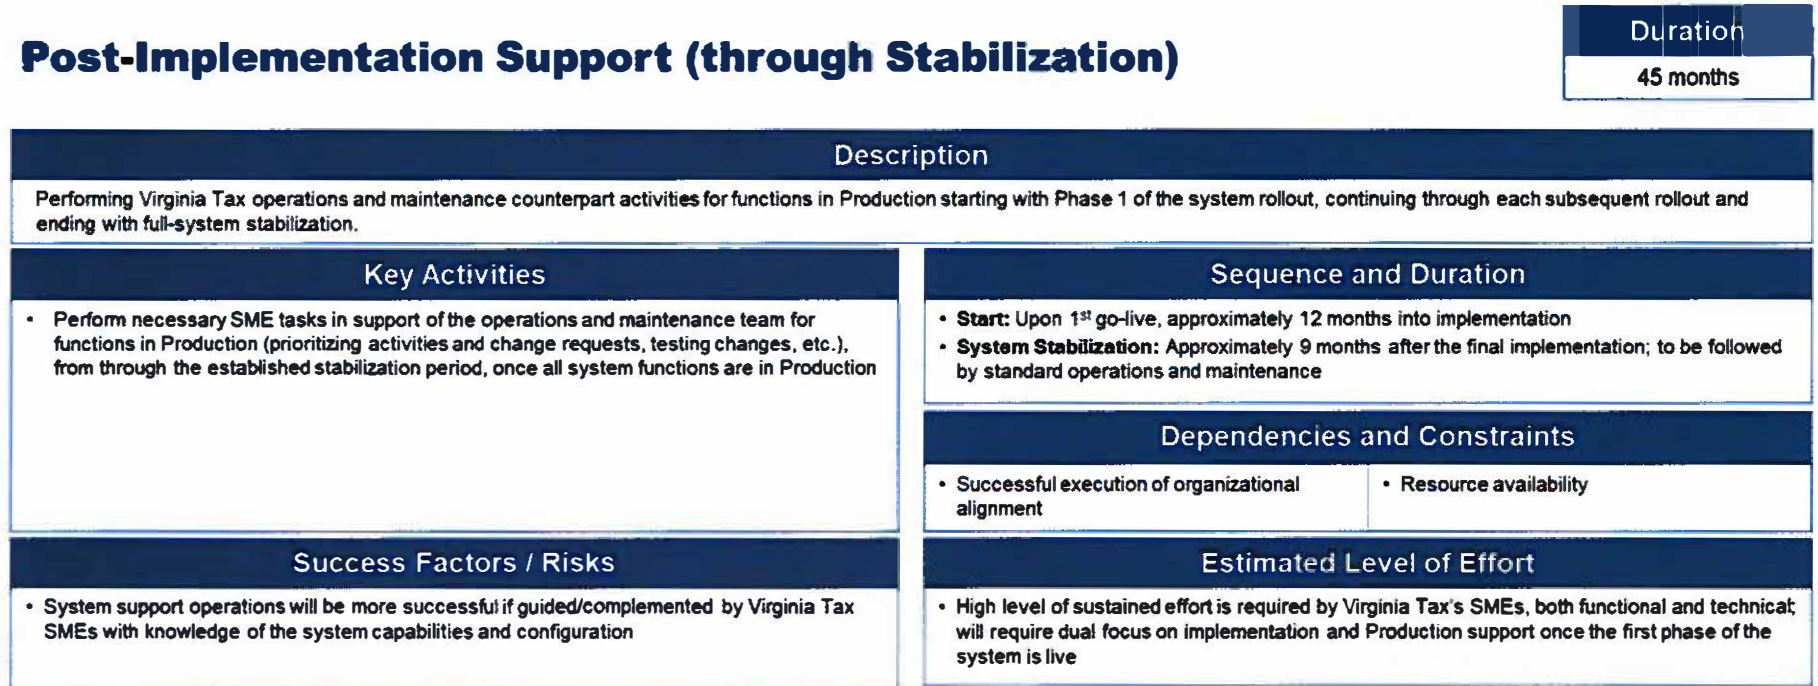 Post-Implementation Support (through Stabilization)
Duration
45 months
Description
Performing Virginia Tax operations and maintenance counterpart activities for functions in Production starting with Phase 1 of the system rollout, continuing through each subsequent rollout and
ending with full-system stabilization.
Key Activities
• Perform necessary SME tasks in support of the operations and maintenance team for
functions in Production (prioritizing activities and change requests, testing changes, etc.),
from through the established stabilization period, once all system functions are in Production
Sequence and Duration
• Start: Upon 1st go-live, approximately 12 months into implementation
• System Stabilization: Approximately 9 months after the final implementation; to be followed
by standard operations and maintenance
Dependencies and Constraints
• Successful execution of organizational
alignment
• Resource availability
Success Factors / Risks
• System support operations will be more successful if guided/complemented by Virginia Tax
SMEs with knowledge of the system capabilities and configuration
Estimated Level of Effort
• High level of sustained effort is required by Virginia Tax's SMEs, both functional and technical;
will require dual focus on implementation and Production support once the first phase of the
system is live